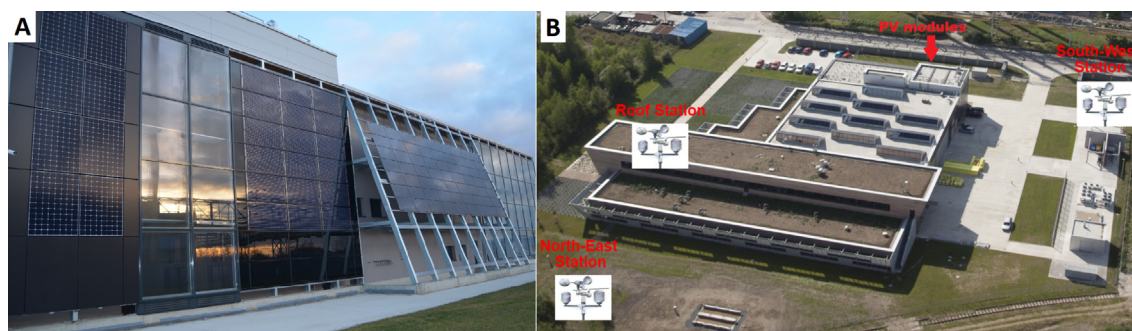 A
B
PV modules
South-West
Station
Roof Station
North-East
Station